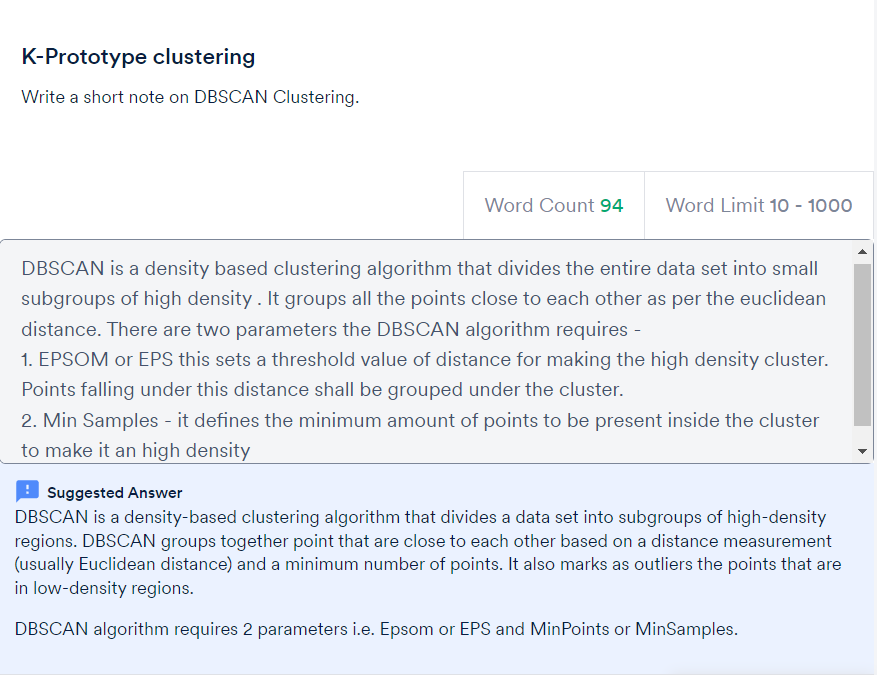 K-Prototype clustering
Write a short note on DBSCAN Clustering.
Word Count 94
Word Limit 10 - 1000
DBSCAN is a density based clustering algorithm that divides the entire data set into small
subgroups of high density . It groups all the points close to each other as per the euclidean
distance. There are two parameters the DBSCAN algorithm requires -
1. EPSOM or EPS this sets a threshold value of distance for making the high density cluster.
Points falling under this distance shall be grouped under the cluster.
2. Min Samples - it defines the minimum amount of points to be present inside the cluster
to make it an high density
Suggested Answer
DBSCAN is a density-based clustering algorithm that divides a data set into subgroups of high-density
regions. DBSCAN groups together point that are close to each other based on a distance measurement
(usually Euclidean distance) and a minimum number of points. It also marks as outliers the points that are
in low-density regions.
DBSCAN algorithm requires 2 parameters i.e. Epsom or EPS and MinPoints or MinSamples.